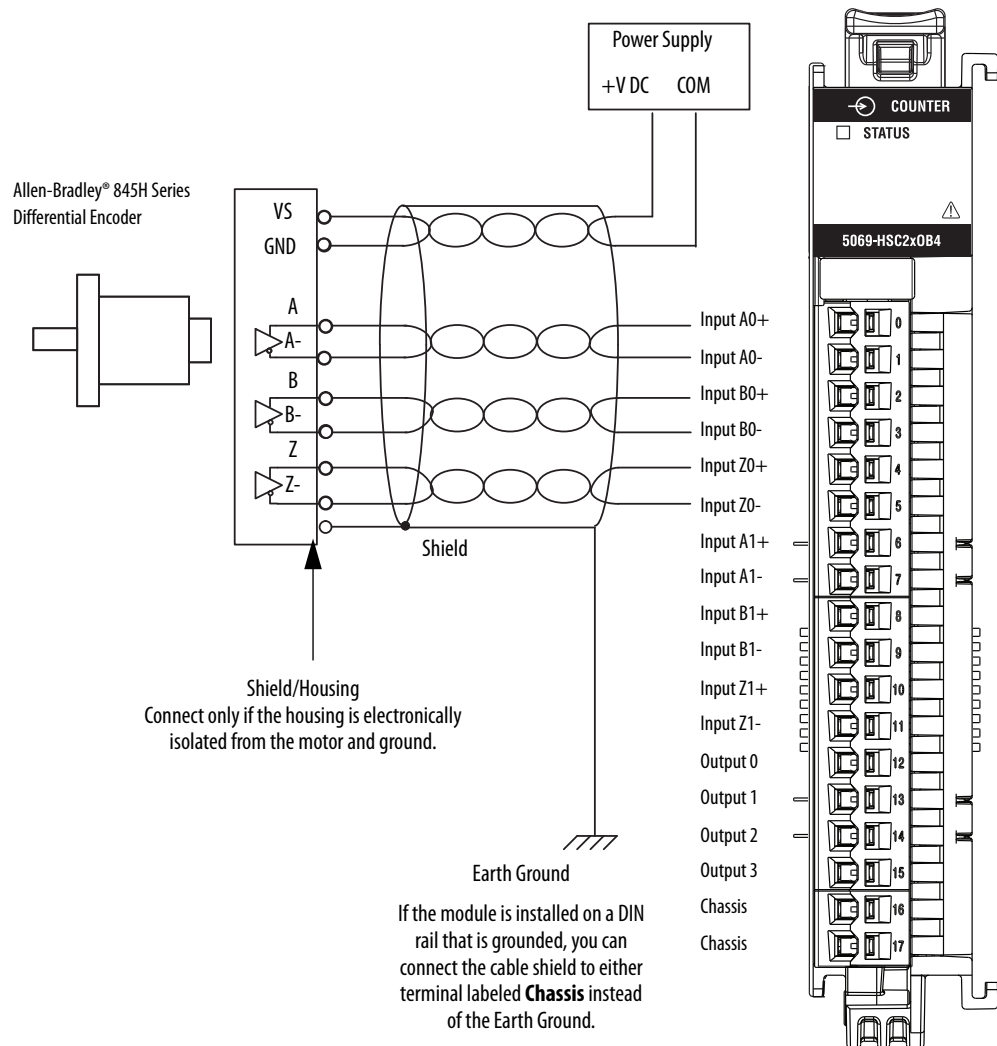 Power Supply
+V DC COM
COUNTER
STATUS
5069-HSC2xOB4
Allen-Bradley® 845H Series
Differential Encoder
VS
GND
A
A-
B
B-
Z
Z-
Shield
Shield/Housing
Connect only if the housing is electronically
isolated from the motor and ground.
Earth Ground
If the module is installed on a DIN
rail that is grounded, you can
connect the cable shield to either
terminal labeled Chassis instead
of the Earth Ground.
Input A0+ 0
Input A0- 1
Input B0+ 2
Input B0- 3
Input Z0+ 4
Input Z0- 5
Input A1+ 6
Input A1- 7
Input B1+ 8
Input B1- 9
Input Z1+ 10
Input Z1- 11
Output 0 12
Output 1 13
Output 2 14
Output 3 15
Chassis 16
Chassis 17